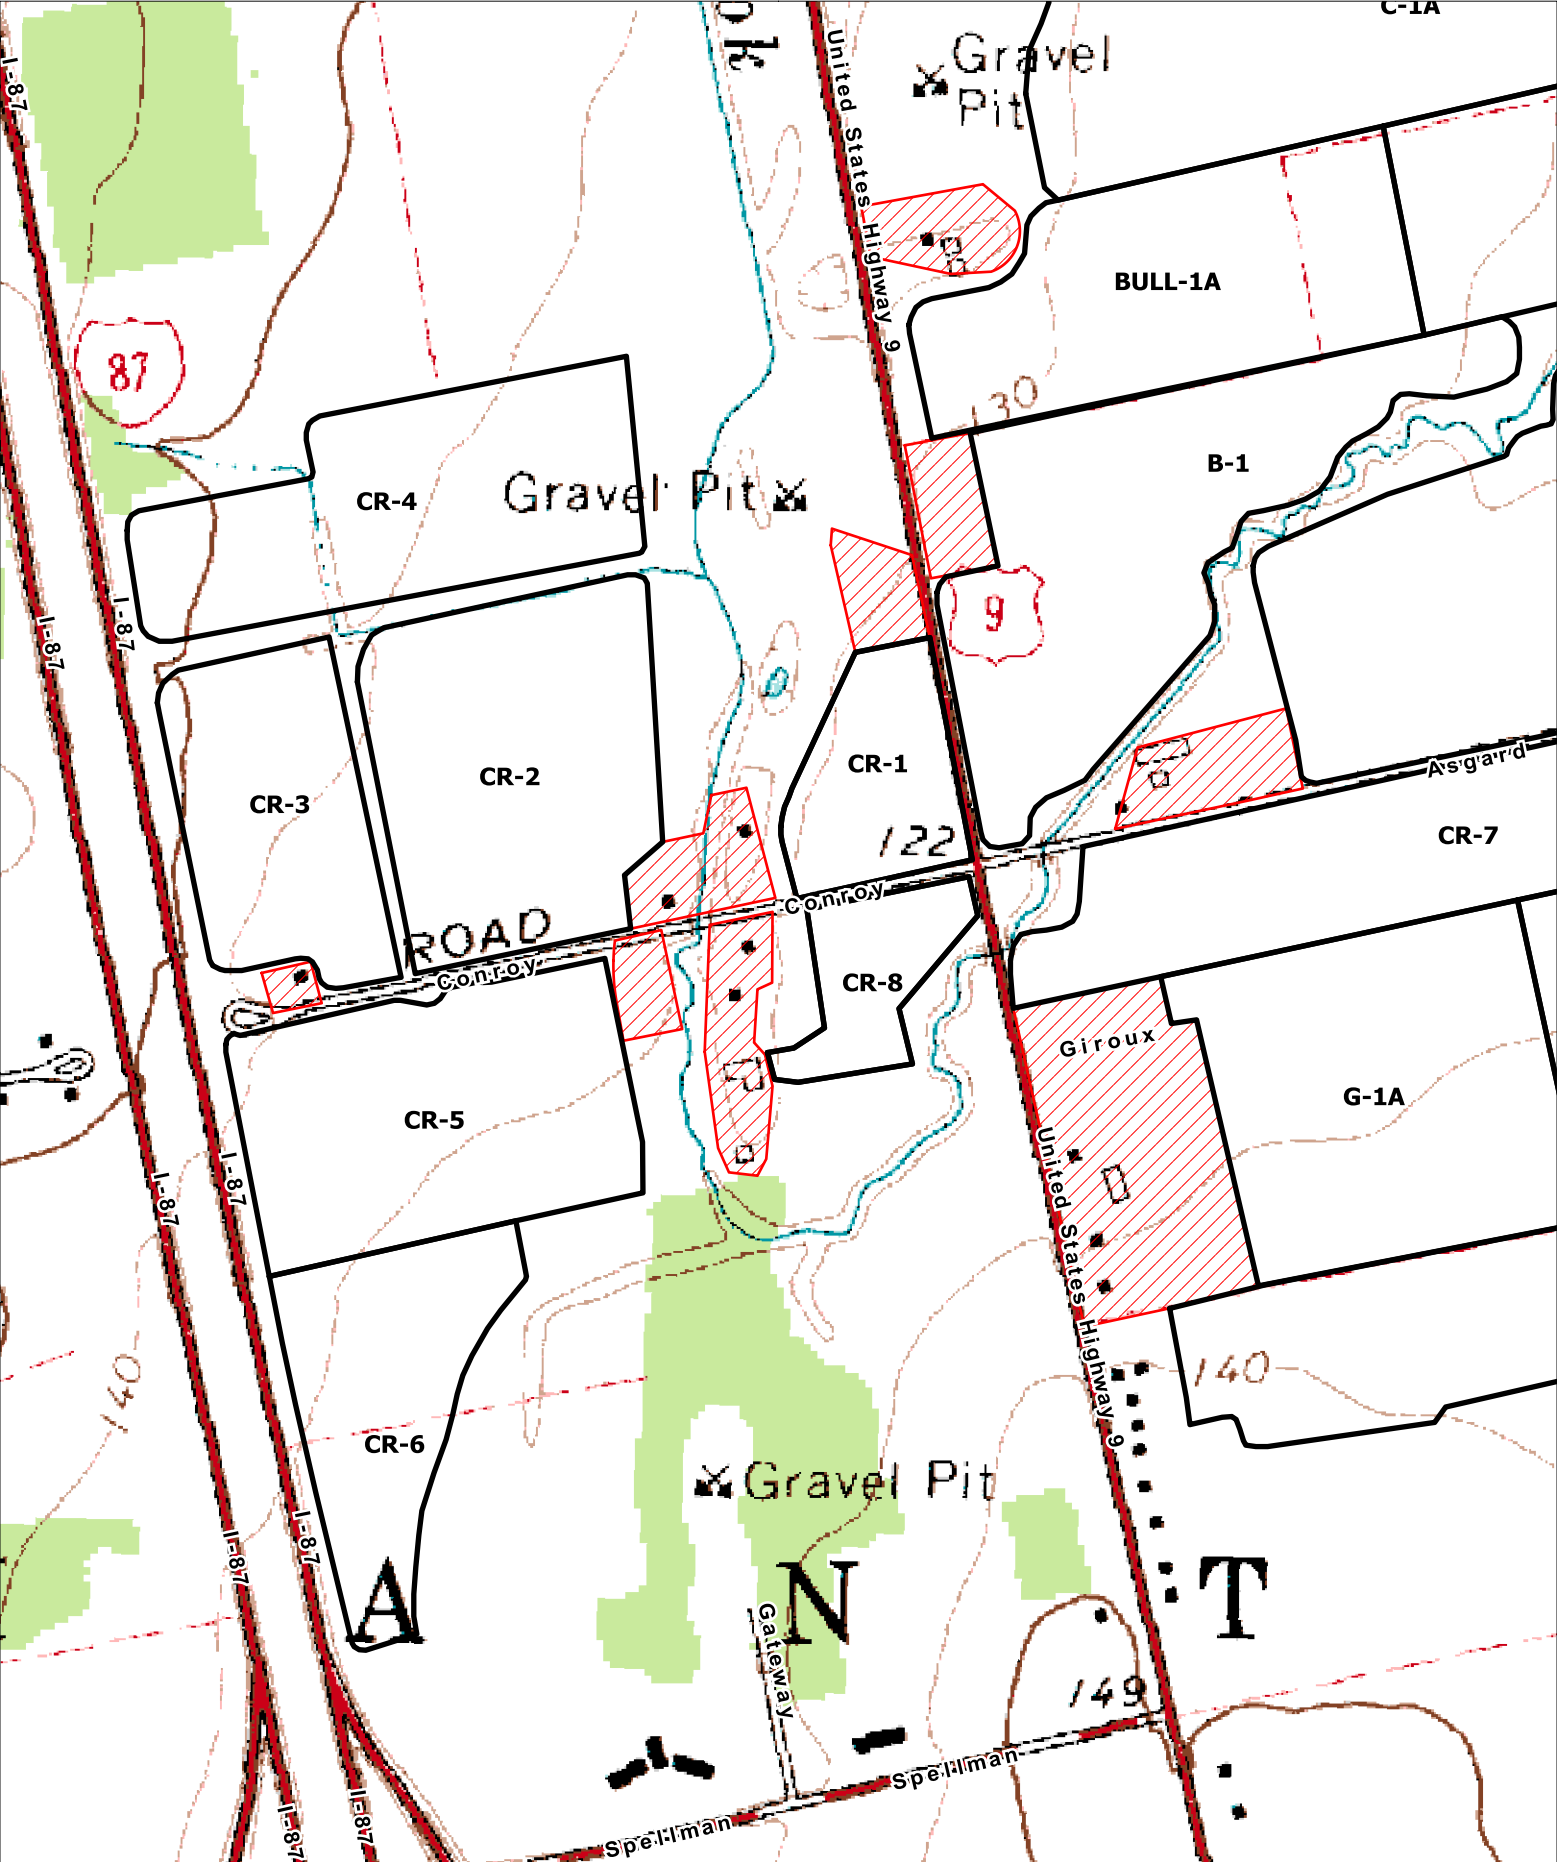 C-1A
ok
Gravel
Pit
United States Highway 9
I-87
BULL-1A
87
130
B-1
CR-4
Gravel Pit
9
I-87
I-87
CR-3
CR-2
CR-1
122
Asgard
CR-7
ROAD
Conroy
Conroy
CR-8
Giroux
G-1A
CR-5
I-87
I-87
United States Highway 9
140
140
CR-6
Gravel Pit
I-87
I-87
A N T
Gateway
149
Spellman
Spellman
I-87
I-87